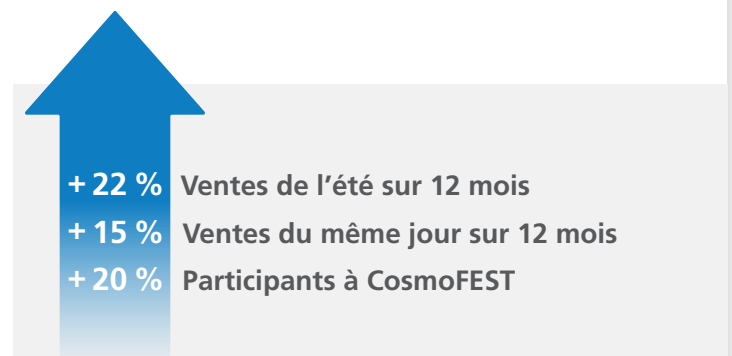 + 22 % Ventes de l’été sur 12 mois
+ 15 % Ventes du même jour sur 12 mois
+ 20 % Participants à CosmoFEST